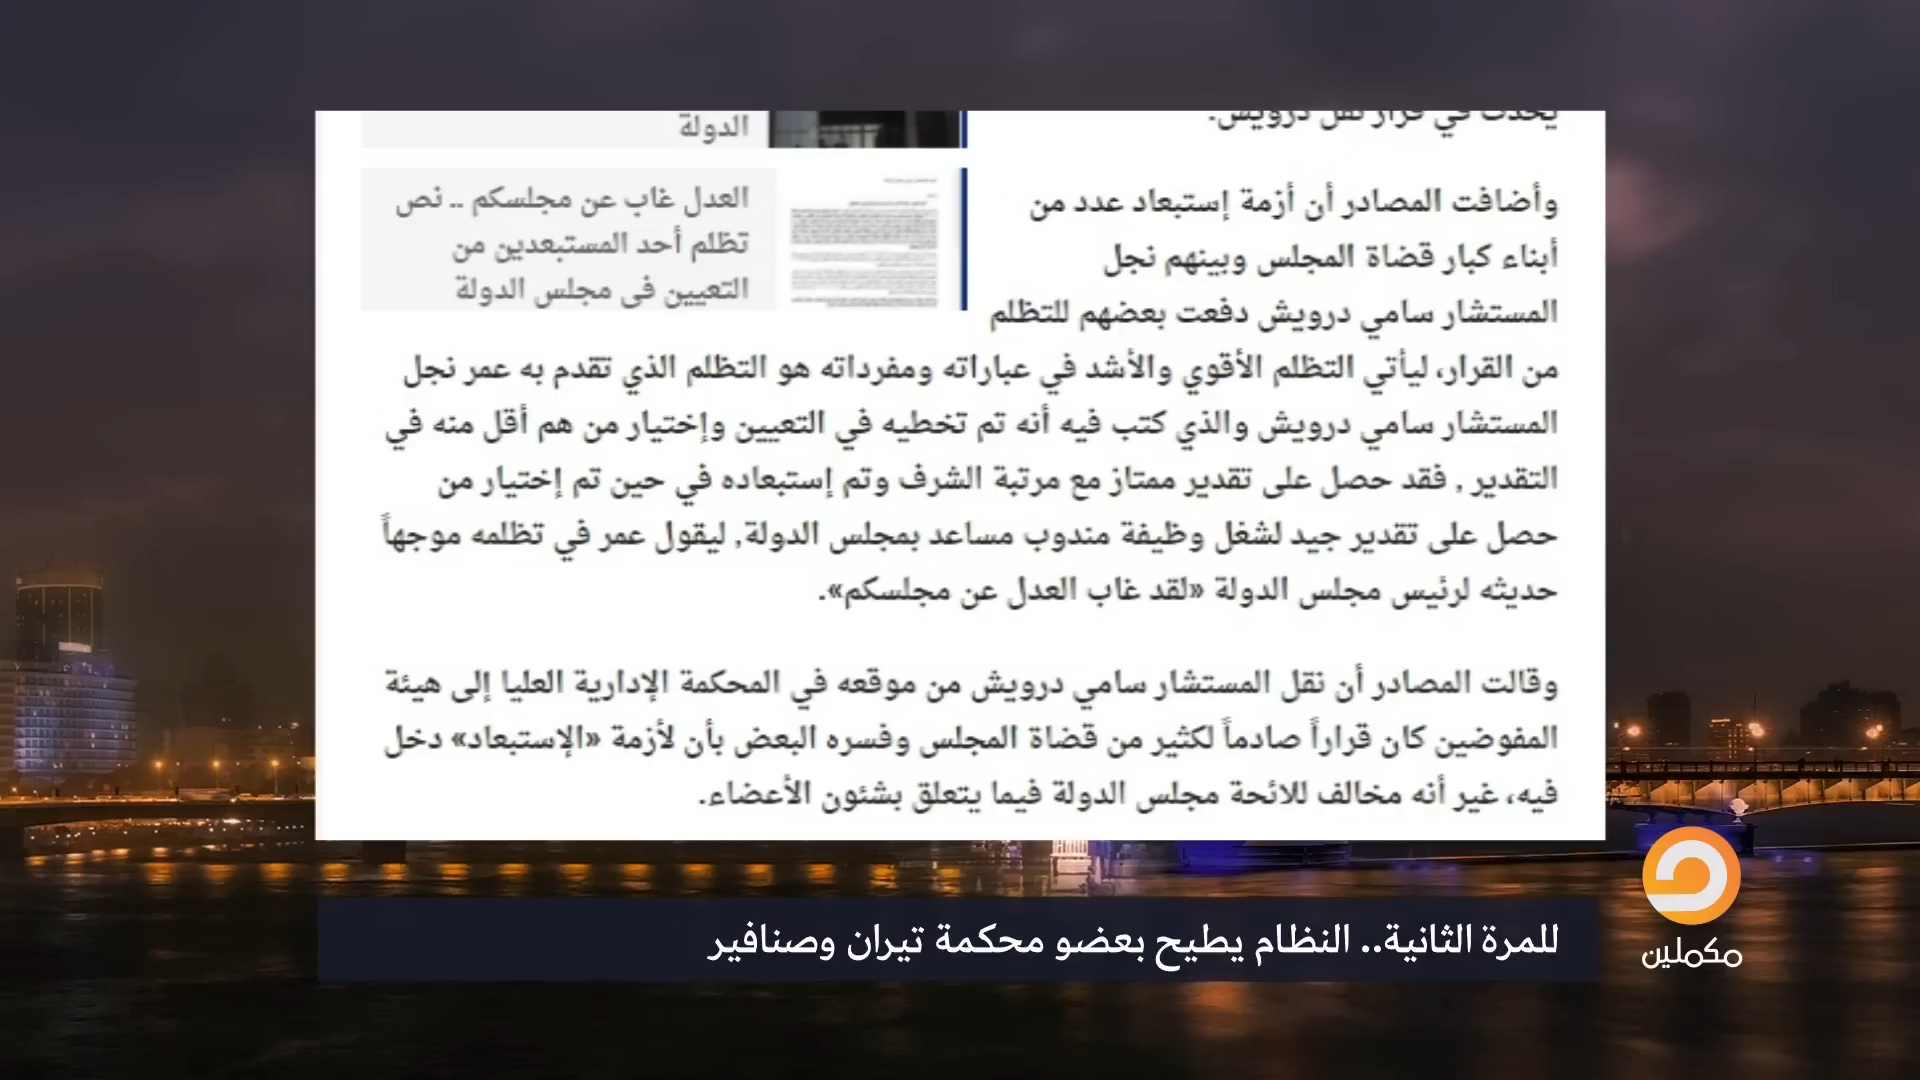 يحدث في قرار نقل درويش.
الدولة
العدل غاب عن مجلسكم .. نص
تظلم أحد المستبعدين من
التعيين فى مجلس الدولة
وأضافت المصادر أن أزمة إستبعاد عدد من
أبناء كبار قضاة المجلس وبينهم نجل
المستشار سامي درويش دفعت بعضهم للتظلم
من القرار، ليأتي التظلم الأقوي والأشد في عباراته ومفرداته هو التظلم الذي تقدم به عمر نجل
المستشار سامي درويش والذي كتب فيه أنه تم تخطيه في التعيين وإختيار من هم أقل منه في
التقدير , فقد حصل على تقدير ممتاز مع مرتبة الشرف وتم إستبعاده في حين تم إختيار من
حصل على تقدير جيد لشغل وظيفة مندوب مساعد بمجلس الدولة, ليقول عمر في تظلمه موجهاً
حديثه لرئيس مجلس الدولة «لقد غاب العدل عن مجلسكم».
وقالت المصادر أن نقل المستشار سامي درويش من موقعه في المحكمة الإدارية العليا إلى هيئة
المفوضين كان قراراً صادماً لكثير من قضاة المجلس وفسره البعض بأن لأزمة «الإستبعاد» دخل
فيه، غير أنه مخالف للائحة مجلس الدولة فيما يتعلق بشئون الأعضاء.
للمرة الثانية.. النظام يطيح بعضو محكمة تيران وصنافير
مكملين